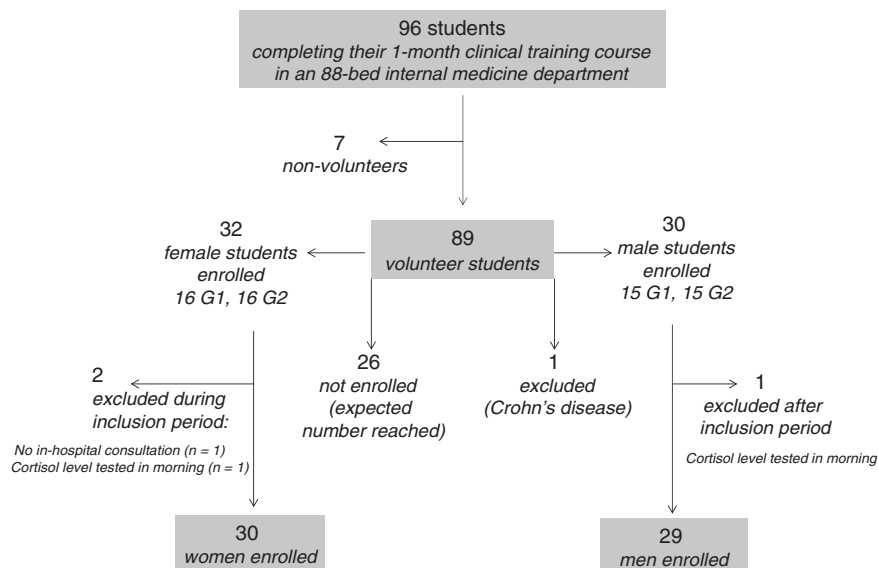 96 students
completing their 1-month clinical training course
in an 88-bed internal medicine department
7
non-volunteers
32
female students
enrolled
16 G1, 16 G2
89
volunteer students
30
male students
enrolled
15 G1, 15 G2
2
excluded during
inclusion period:
No in-hospital consultation (n = 1)
Cortisol level tested in morning (n = 1)
26
not enrolled
(expected
number reached)
1
excluded
(Crohn's disease)
1
excluded after
inclusion period
Cortisol level tested in morning
30
women enrolled
29
men enrolled